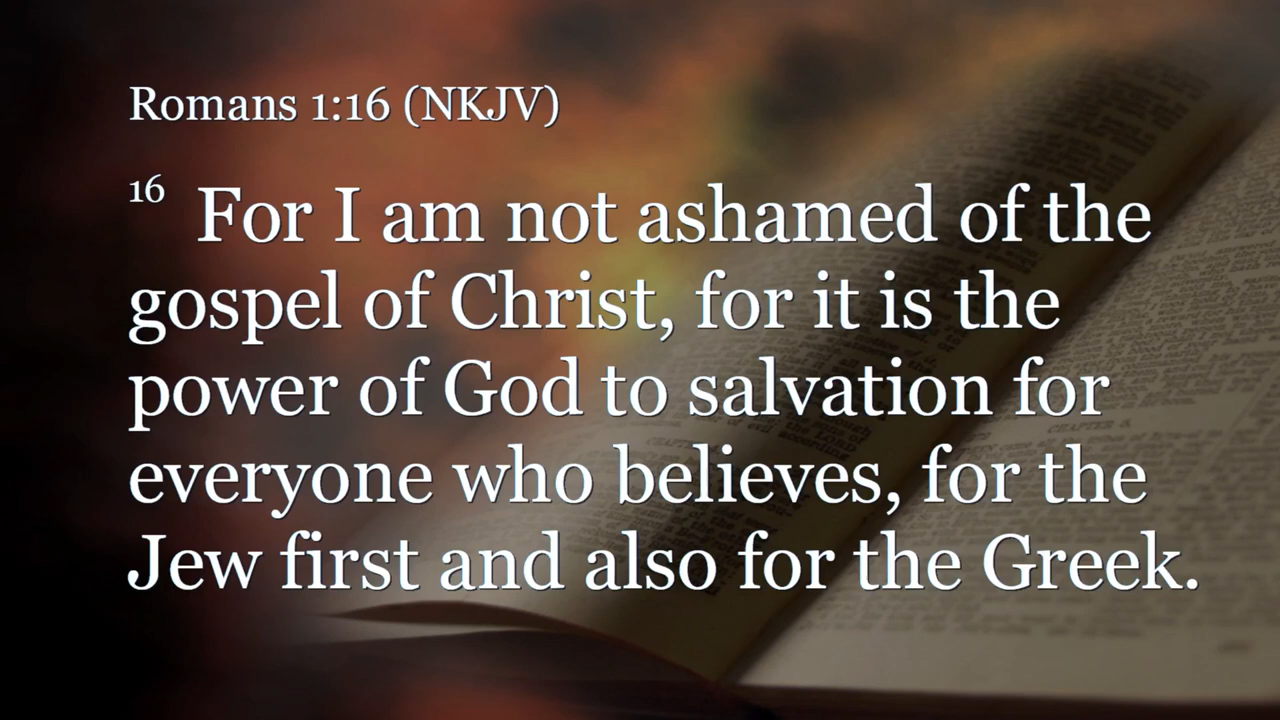 Romans 1:16 (NKJV)
16 For I am not ashamed of the
gospel of Christ, for it is the
power of God to salvation for
everyone who believes, for the
Jew first and also for the Greek.